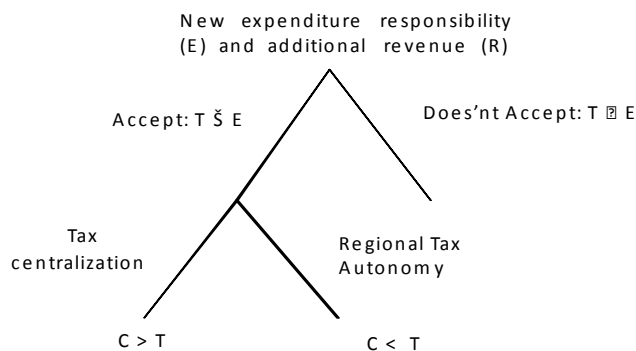 New expenditure responsibility
(E) and additional revenue (R)
Accept: T Š E
Does'nt Accept: T ⍰ E
Tax
centralization
Regional Tax
Autonomy
C > T
C < T